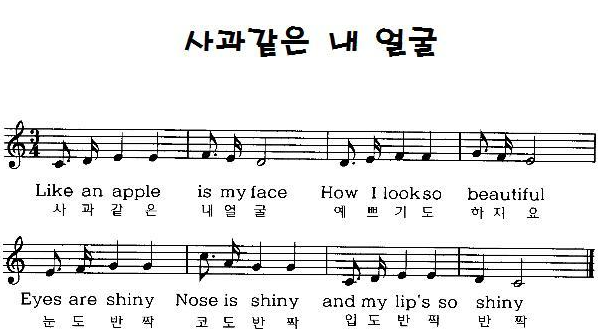 사과같은 내 얼굴
3
4
Like an apple is my face How I look so beautiful
사 과 같 은 내 얼 굴 예 쁘 기 도 하 지 요
Eyes are shiny Nose is shiny and my lip's so shiny
눈 도 반 짝 코 도 반 짝 입 도 반 찍 반 짝